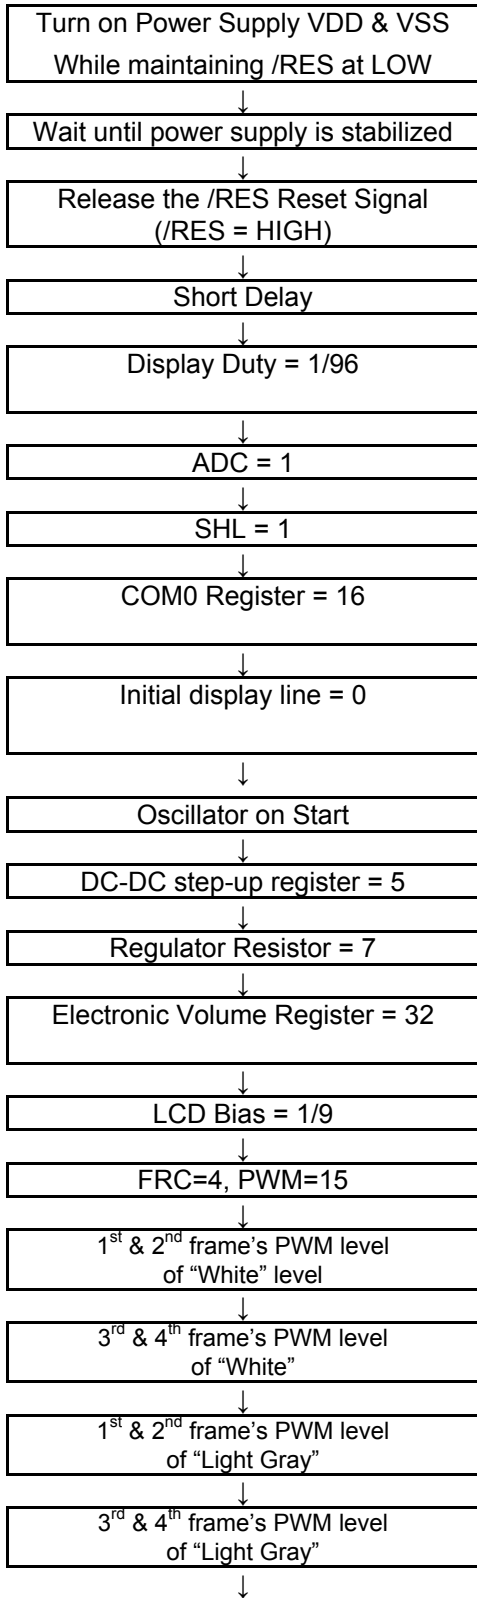 Turn on Power Supply VDD & VSS
While maintaining /RES at LOW
↓
Wait until power supply is stabilized
↓
Release the /RES Reset Signal
(/RES = HIGH)
↓
Short Delay
↓
Display Duty = 1/96
↓
ADC = 1
↓
SHL = 1
↓
COM0 Register = 16
↓
Initial display line = 0
↓
Oscillator on Start
↓
DC-DC step-up register = 5
↓
Regulator Resistor = 7
↓
Electronic Volume Register = 32
↓
LCD Bias = 1/9
↓
FRC=4, PWM=15
↓
1st & 2nd frame’s PWM level
of “White” level
↓
3rd & 4th frame’s PWM level
of “White”
↓
1st & 2nd frame’s PWM level
of “Light Gray”
↓
3rd & 4th frame’s PWM level
of “Light Gray”
↓